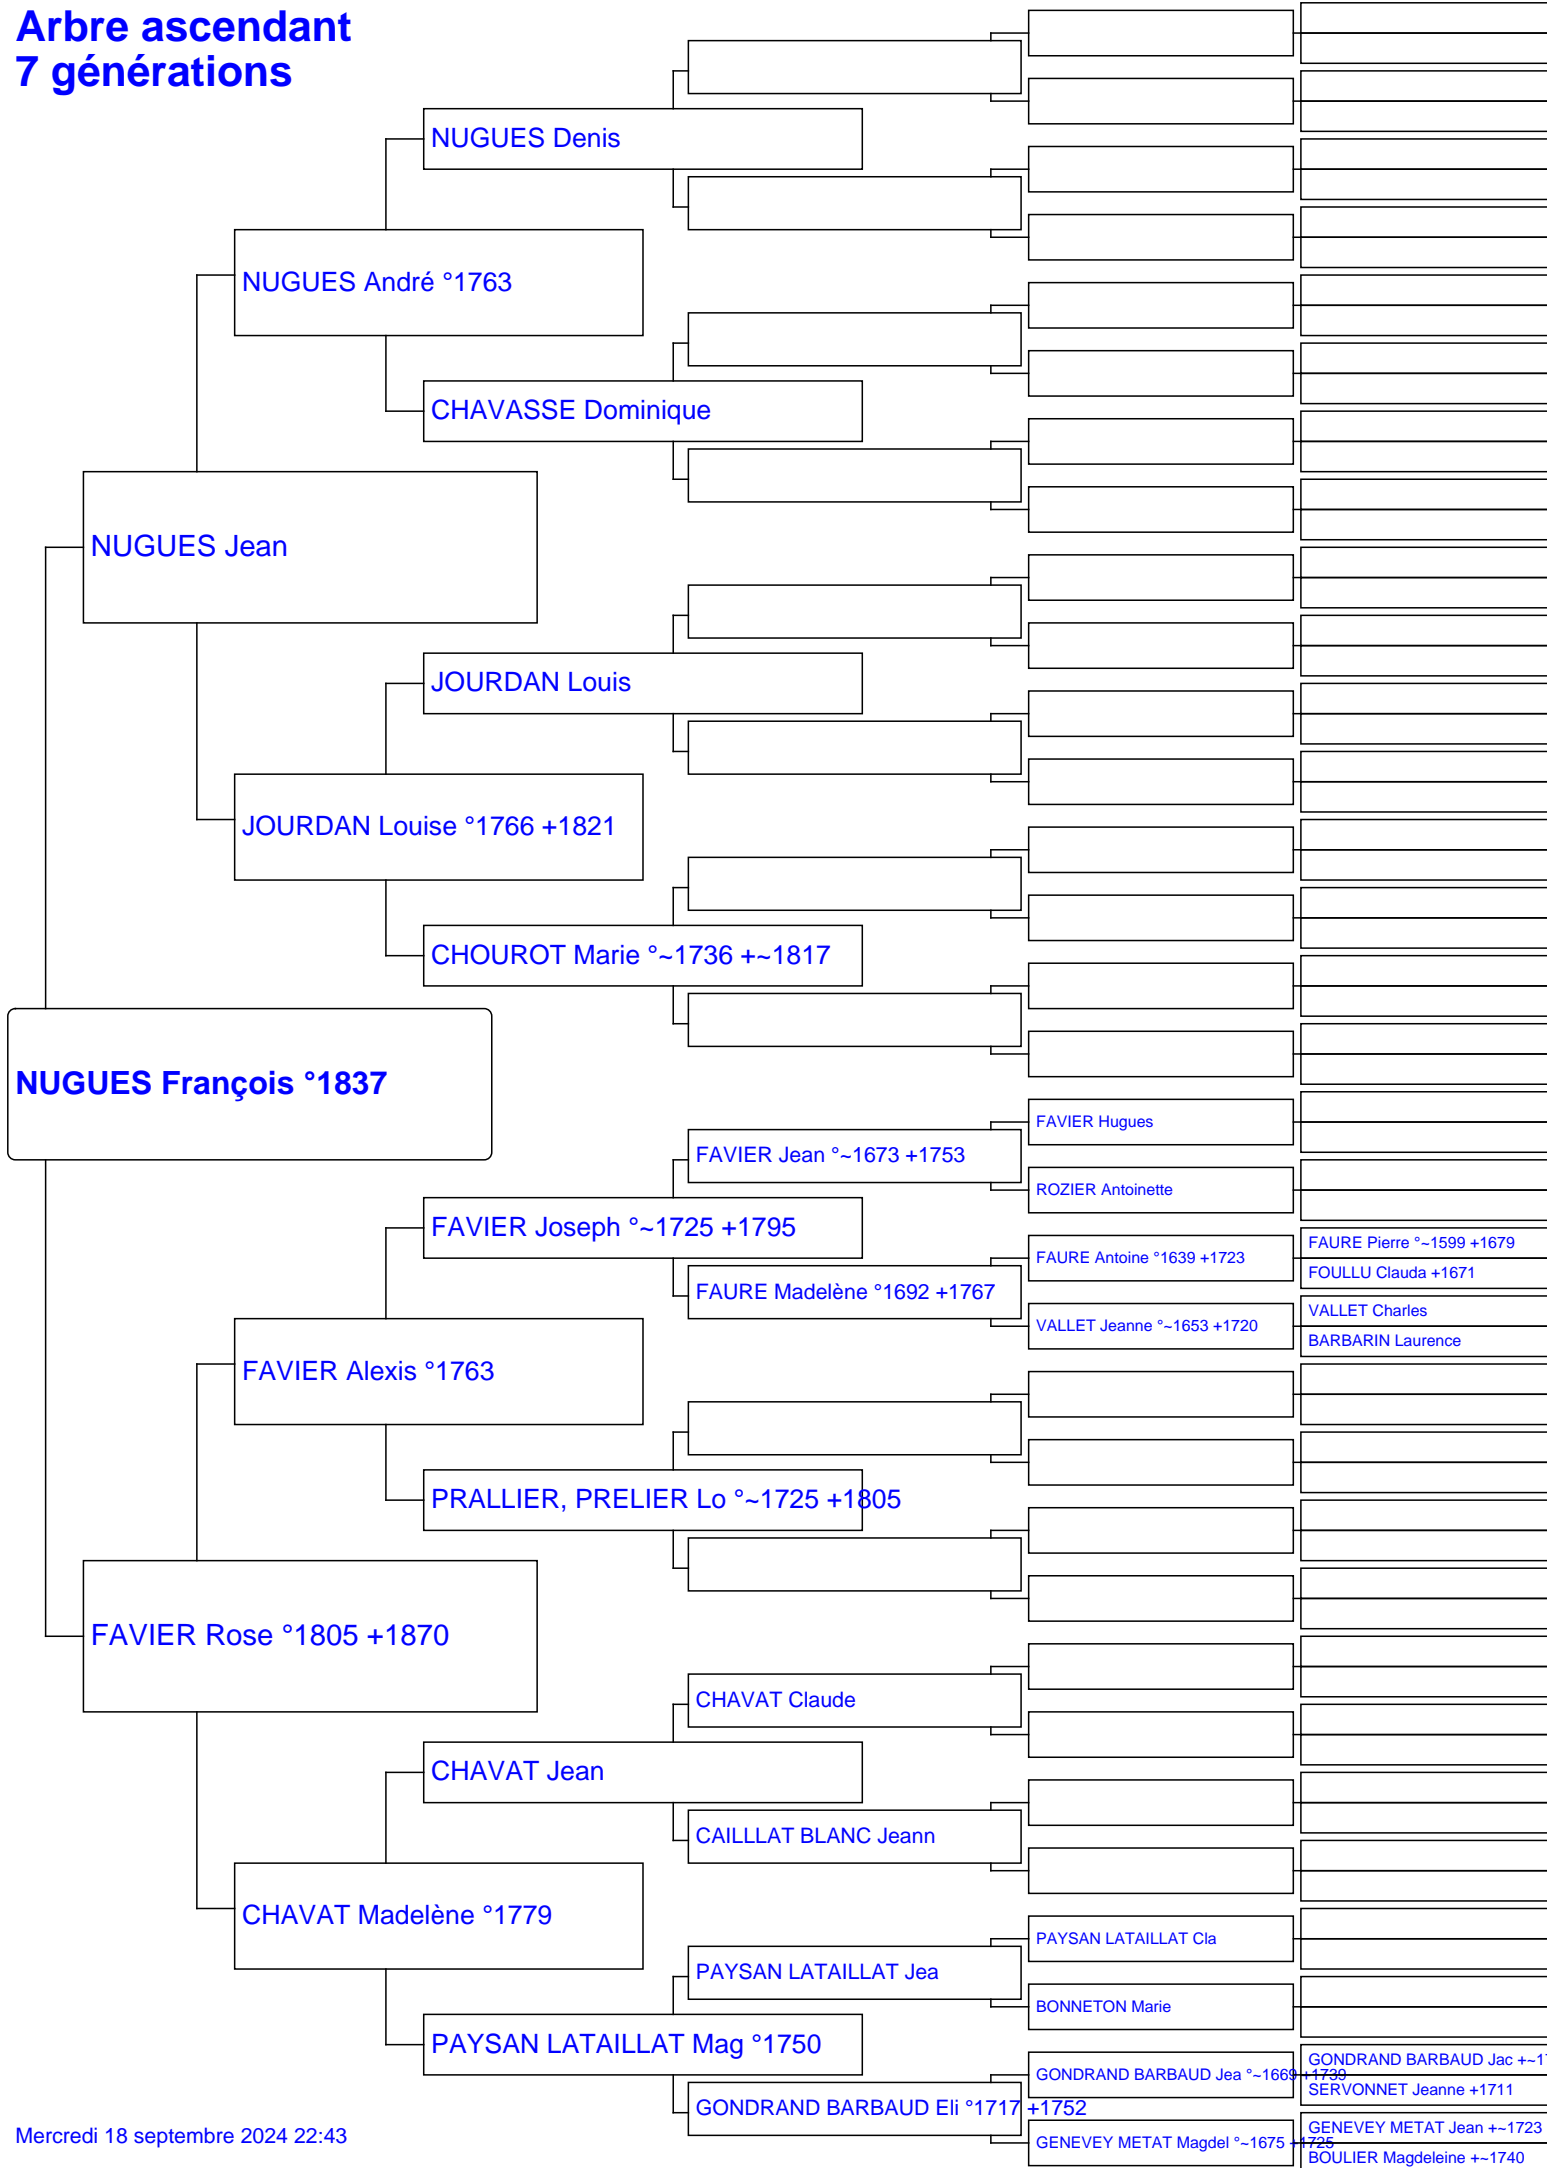 Arbre ascendant
7 générations
NUGUES Denis
NUGUES André °1763
CHAVASSE Dominique
NUGUES Jean
JOURDAN Louis
JOURDAN Louise °1766 +1821
CHOUROT Marie °~1736 +~1817
NUGUES François °1837
FAVIER Hugues
FAVIER Jean °~1673 +1753
ROZIER Antoinette
FAVIER Joseph °~1725 +1795
FAURE Pierre °~1599 +1679
FAURE Antoine °1639 +1723
FOULLU Clauda +1671
FAURE Madelène °1692 +1767
VALLET Charles
VALLET Jeanne °~1653 +1720
BARBARIN Laurence
FAVIER Alexis °1763
PRALLIER, PRELIER Lo °~1725 +1805
FAVIER Rose °1805 +1870
CHAVAT Claude
CHAVAT Jean
CAILLLAT BLANC Jeann
CHAVAT Madelène °1779
PAYSAN LATAILLAT Cla
PAYSAN LATAILLAT Jea
BONNETON Marie
PAYSAN LATAILLAT Mag °1750
GONDRAND BARBAUD Jac +~1
GONDRAND BARBAUD Jea °~1669 +1739
SERVONNET Jeanne +1711
GONDRAND BARBAUD Eli °1717 +1752
GENEVEY METAT Jean +~1723
GENEVEY METAT Magdel °~1675 +1725
BOULIER Magdeleine +~1740
Mercredi 18 septembre 2024 22:43